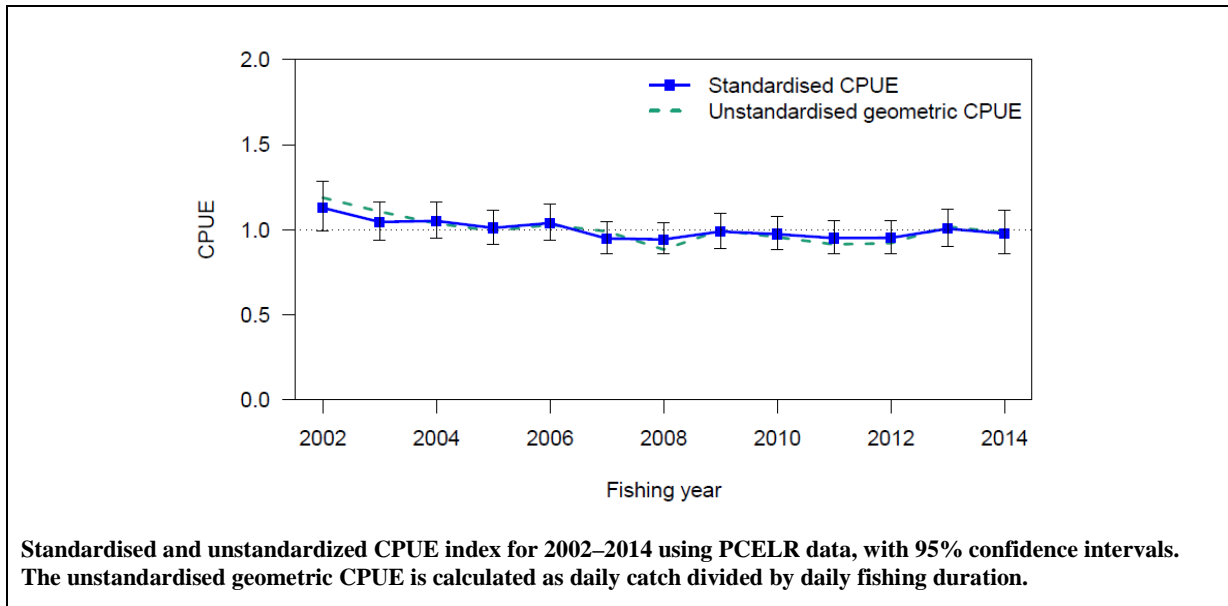 2.0
1.5
1.0
0.5
0.0
CPUE
Standardised CPUE
Unstandardised geometric CPUE
2002 2004 2006 2008 2010 2012 2014
Fishing year
Standardised and unstandardized CPUE index for 2002–2014 using PCELR data, with 95% confidence intervals.
The unstandardised geometric CPUE is calculated as daily catch divided by daily fishing duration.